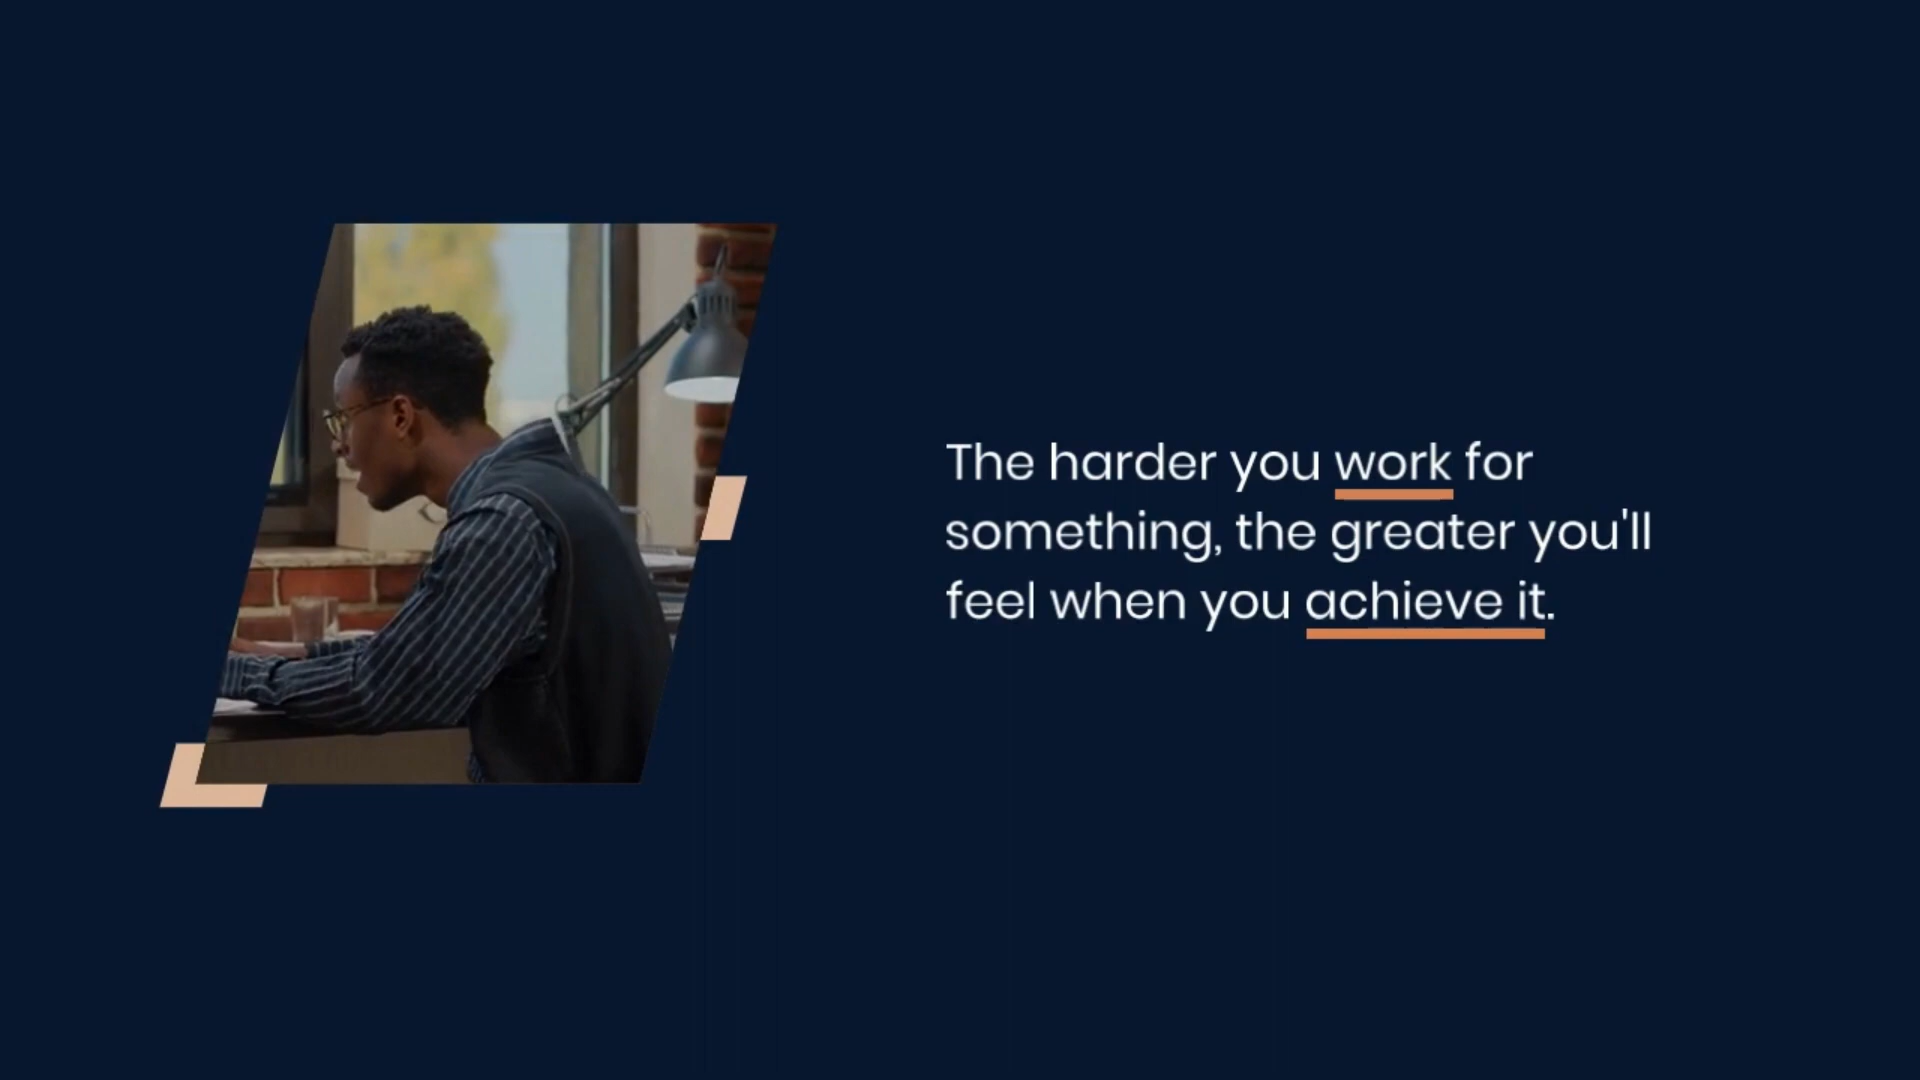 The harder you work for
something, the greater you'll
feel when you achieve it.